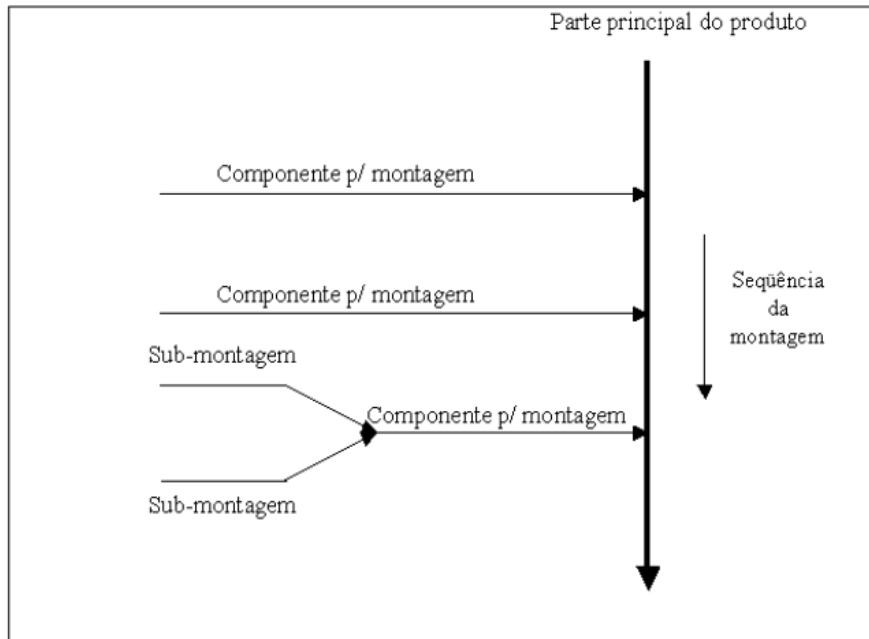 Parte principal do produto
Componente p/ montagem
Componente p/ montagem
Seqüência
da
montagem
Sub-montagem
Componente p/ montagem
Sub-montagem